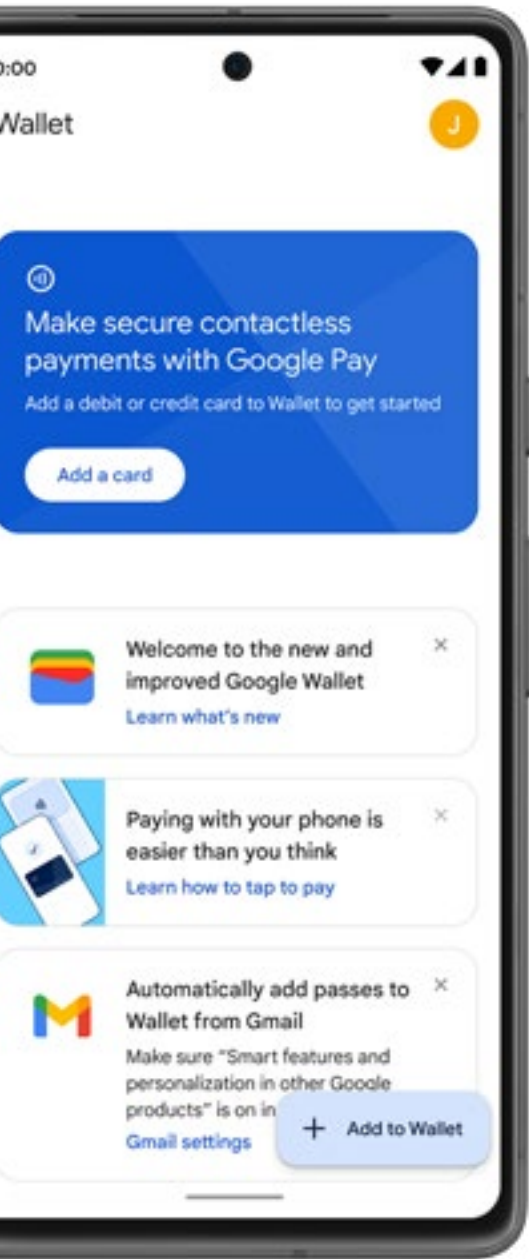 :00
Wallet
J
Make secure contactless
payments with Google Pay
Add a debit or credit card to Wallet to get started
Add a card
Welcome to the new and
improved Google Wallet
Learn what's new
Paying with your phone is
easier than you think
Learn how to tap to pay
Automatically add passes to
Wallet from Gmail
Make sure "Smart features and
personalization in other Google
products" is on in
Gmail settings
+ Add to Wallet